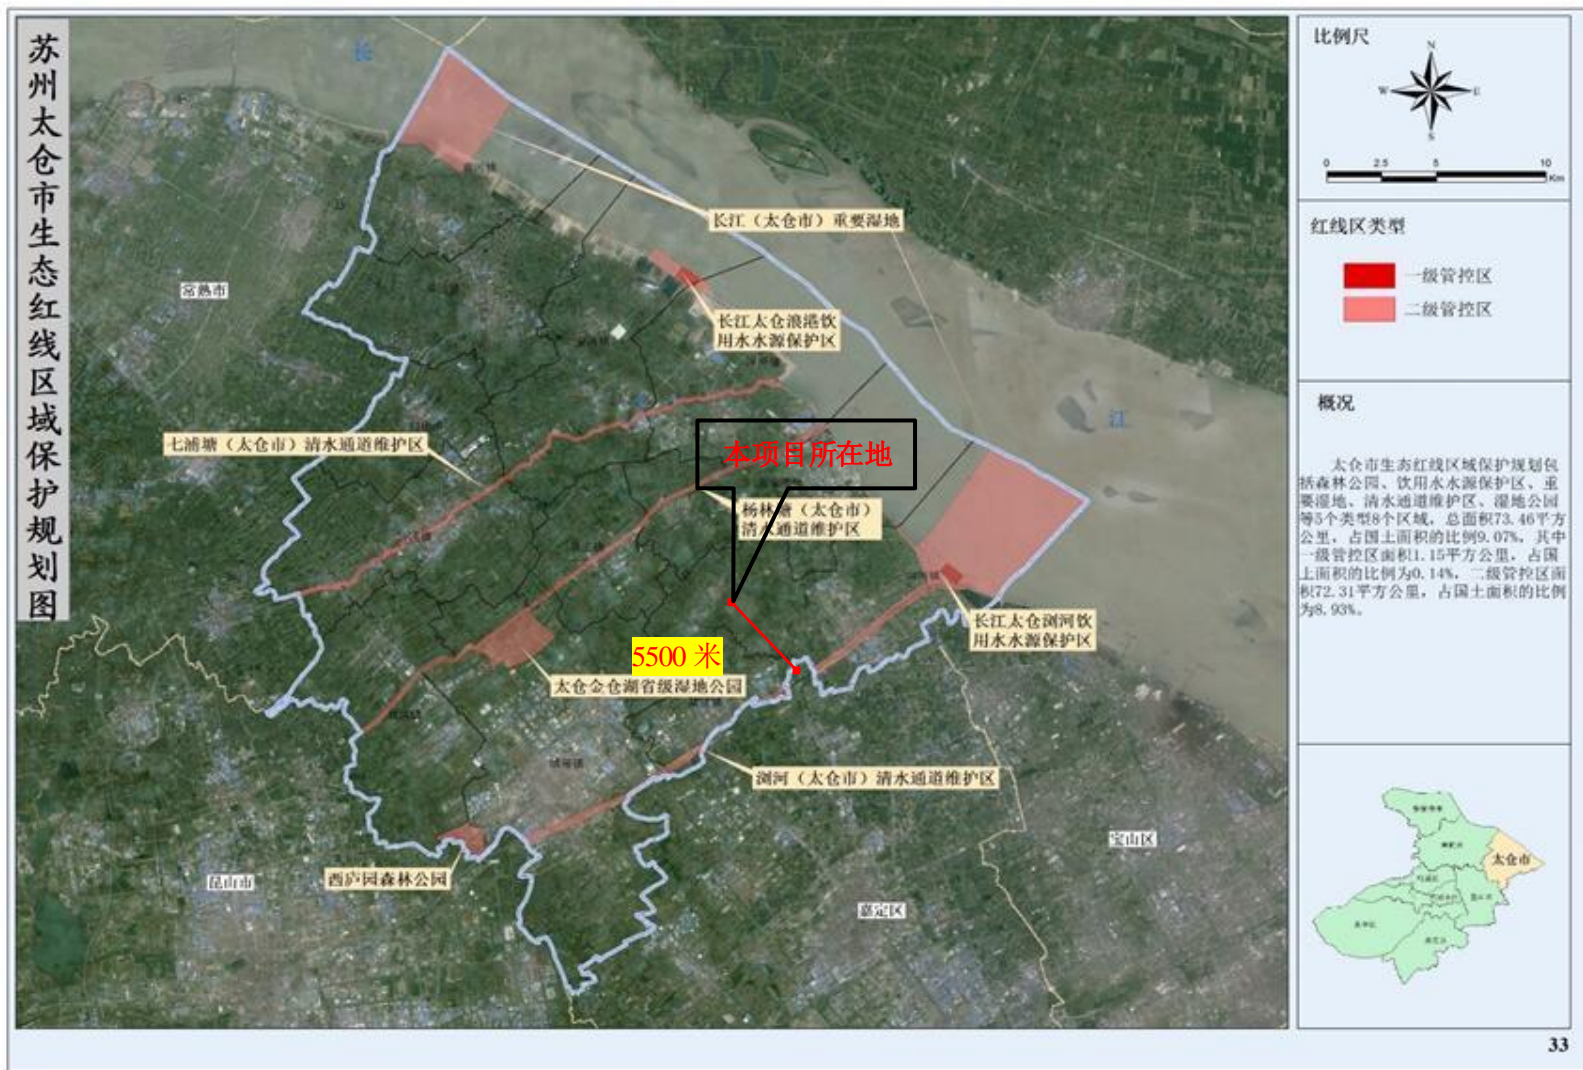 苏州太仓市生态红线区域保护规划图
长
江
长江（太仓市）重要湿地
常熟市
长江太仓浪港饮
用水水源保护区
七浦塘（太仓市）清水通道维护区
本项目所在地
杨林塘（太仓市）
清水通道维护区
长江太仓浏河饮
用水水源保护区
5500 米
太仓金仓湖省级湿地公园
浏河（太仓市）清水通道维护区
西庐园森林公园
昆山市
嘉定区
宝山区
比例尺
N
W
E
S
0 2.5 5 10
Km
红线区类型
一级管控区
二级管控区
概况
太仓市生态红线区域保护规划包
括森林公园、饮用水水源保护区、重
要湿地、清水通道维护区、湿地公园
等5个类型8个区域，总面积73.46平方
公里，占国土面积的比例9.07%，其中
一级管控区面积1.15平方公里，占国
土面积的比例为0.14%，二级管控区面
积72.31平方公里，占国土面积的比例
为8.93%。
太仓市
33